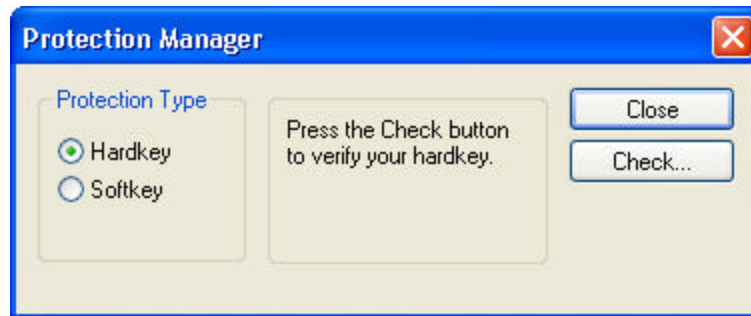 Protection Manager
Protection Type
Hardkey
Softkey
Press the Check button
to verify your hardkey.
Close
Check...